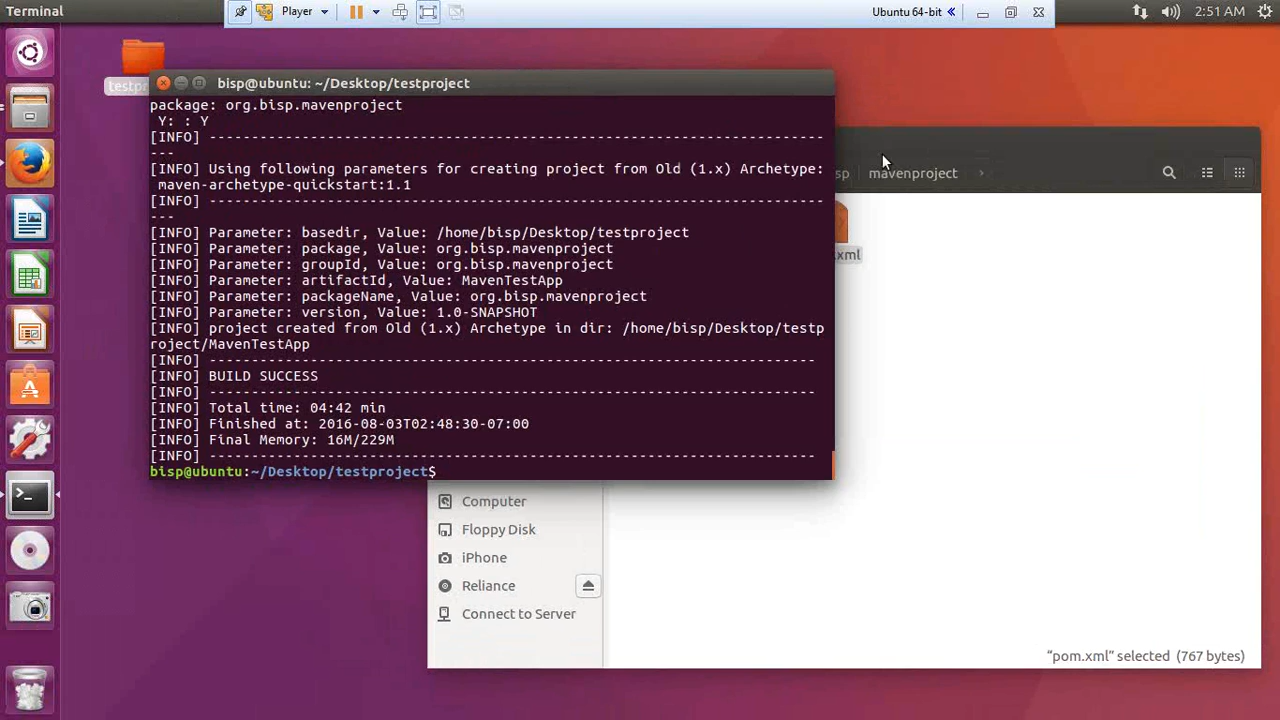 Terminal
Player
Ubuntu 64-bit
2:51 AM
bisp@ubuntu: ~/Desktop/testproject
package: org.bisp.mavenproject
Y: : Y
[INFO] ------------------------------------------------------------------------
---
[INFO] Using following parameters for creating project from Old (1.x) Archetype:
maven-archetype-quickstart:1.1
[INFO] ------------------------------------------------------------------------
---
[INFO] Parameter: basedir, Value: /home/bisp/Desktop/testproject
[INFO] Parameter: package, Value: org.bisp.mavenproject
[INFO] Parameter: groupId, Value: org.bisp.mavenproject
[INFO] Parameter: artifactId, Value: MavenTestApp
[INFO] Parameter: packageName, Value: org.bisp.mavenproject
[INFO] Parameter: version, Value: 1.0-SNAPSHOT
[INFO] project created from Old (1.x) Archetype in dir: /home/bisp/Desktop/testp
roject/MavenTestApp
[INFO] ------------------------------------------------------------------------
[INFO] BUILD SUCCESS
[INFO] ------------------------------------------------------------------------
[INFO] Total time: 04:42 min
[INFO] Finished at: 2016-08-03T02:48:30-07:00
[INFO] Final Memory: 16M/229M
[INFO] ------------------------------------------------------------------------
bisp@ubuntu:~/Desktop/testproject$
testp
sp
mavenproject
.xml
Computer
Floppy Disk
iPhone
Reliance
Connect to Server
"pom.xml" selected (767 bytes)